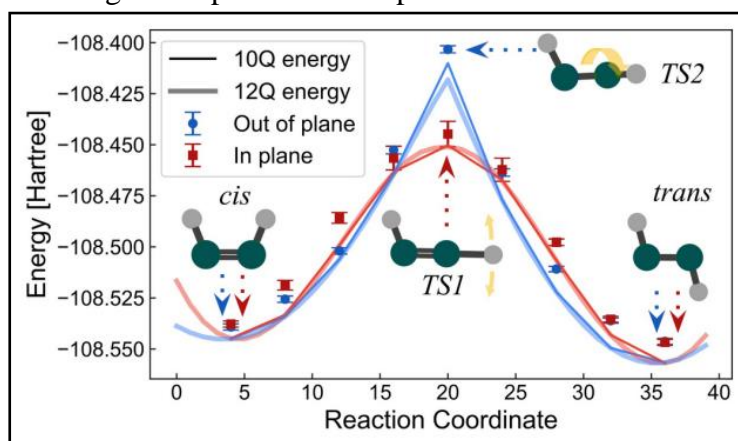 −108.400
−108.425
−108.450
−108.475
−108.500
−108.525
−108.550
Energy [Hartree]
10Q energy
12Q energy
Out of plane
In plane
TS2
cis
TS1
trans
0 5 10 15 20 25 30 35 40
Reaction Coordinate